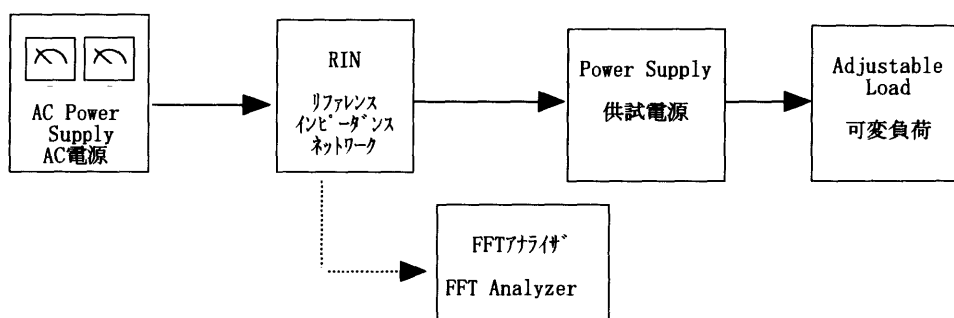 AC Power
Supply
AC電源
RIN
リファレンス
インピーダンス
ネットワーク
Power Supply
供試電源
Adjustable
Load
可変負荷
FFTアナライザ
FFT Analyzer